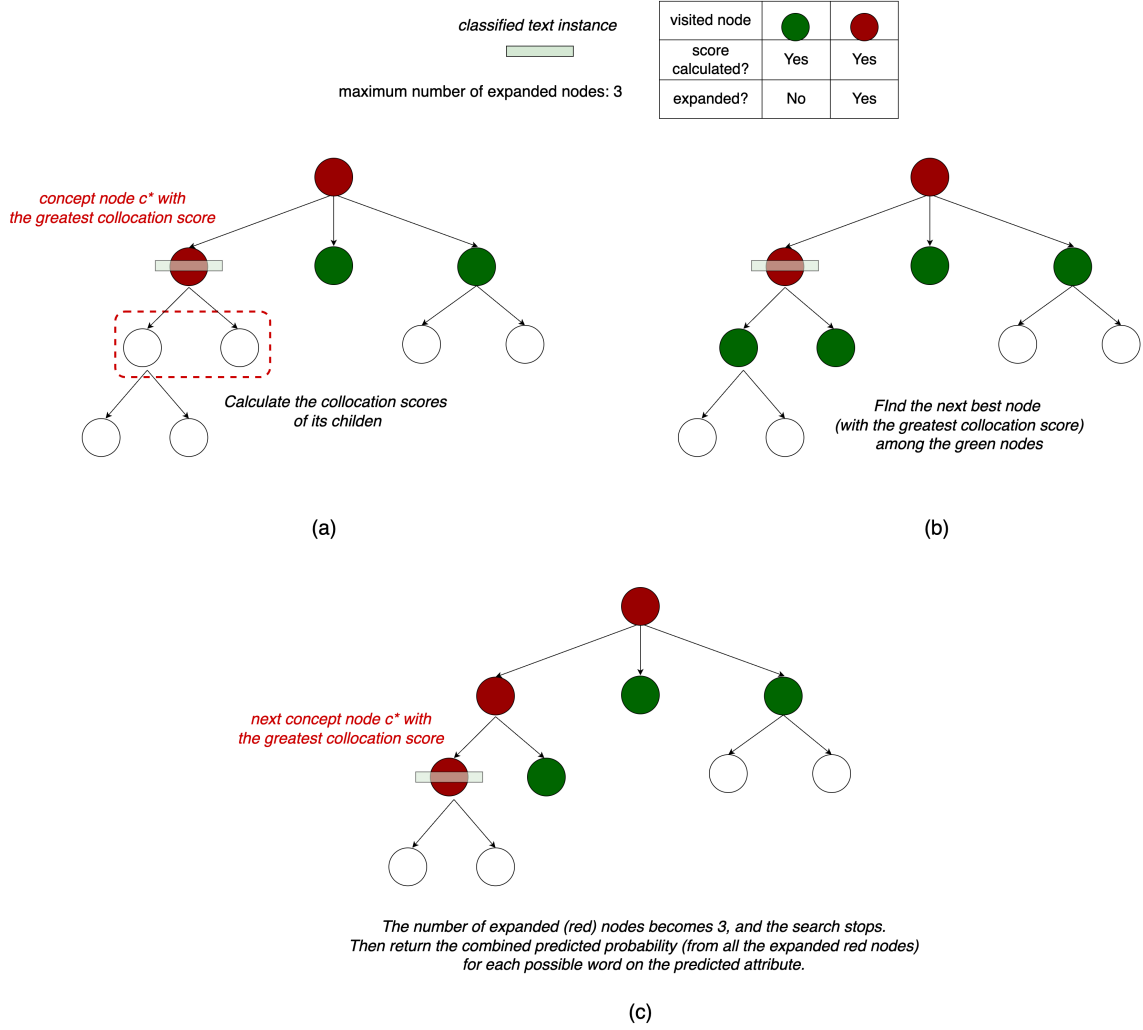 classified text instance
maximum number of expanded nodes: 3
visited node
score
calculated?
Yes
Yes
expanded?
No
Yes
concept node c* with
the greatest collocation score
Calculate the collocation scores
of its childen
(a)
FInd the next best node
(with the greatest collocation score)
among the green nodes
(b)
next concept node c* with
the greatest collocation score
The number of expanded (red) nodes becomes 3, and the search stops.
Then return the combined predicted probability (from all the expanded red nodes)
for each possible word on the predicted attribute.
(c)